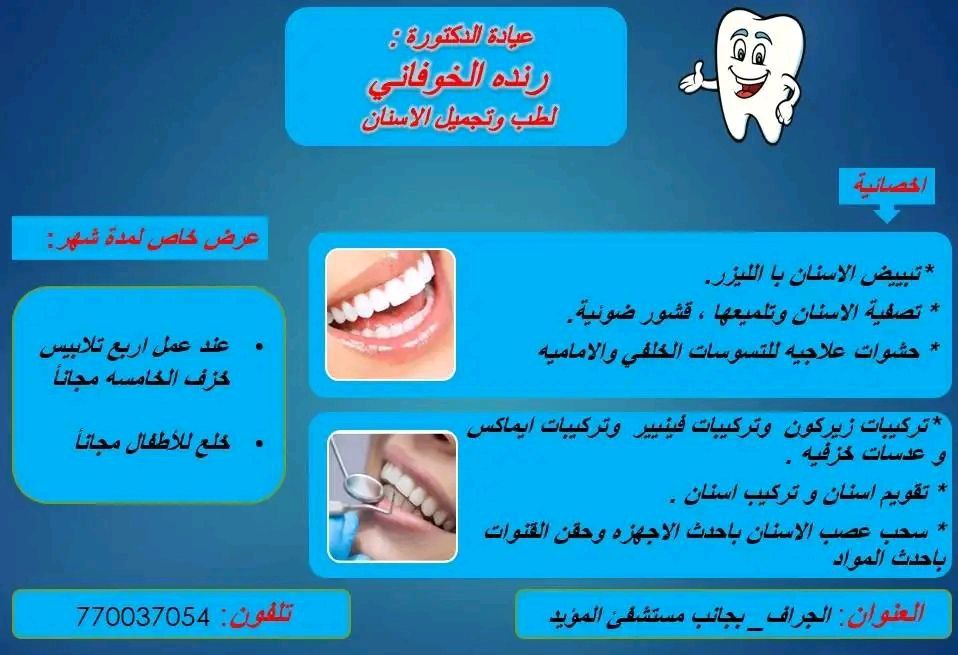 عيادة الدكتورة :
رنده الخوفاني
لطب وتجميل الاسنان
اخصائية
*تبييض الاسنان با الليزر.
* تصفية الاسنان وتلميعها ، قشور ضوئية.
* حشوات علاجيه للتسوسات الخلفي والاماميه
*تركيبات زيركون وتركيبات فينيير وتركيبات ايماكس
و عدسات خزفيه .
* تقويم اسنان و تركيب اسنان .
* سحب عصب الاسنان باحدث الاجهزه وحقن القنوات
باحدث المواد
عرض خاص لمدة شهر :
• عند عمل اربع تلابيس
خزف الخامسه مجاناً
• خلع للأطفال مجاناً
العنوان: الجراف_ بجانب مستشفى المؤيد
تلفون: 770037054